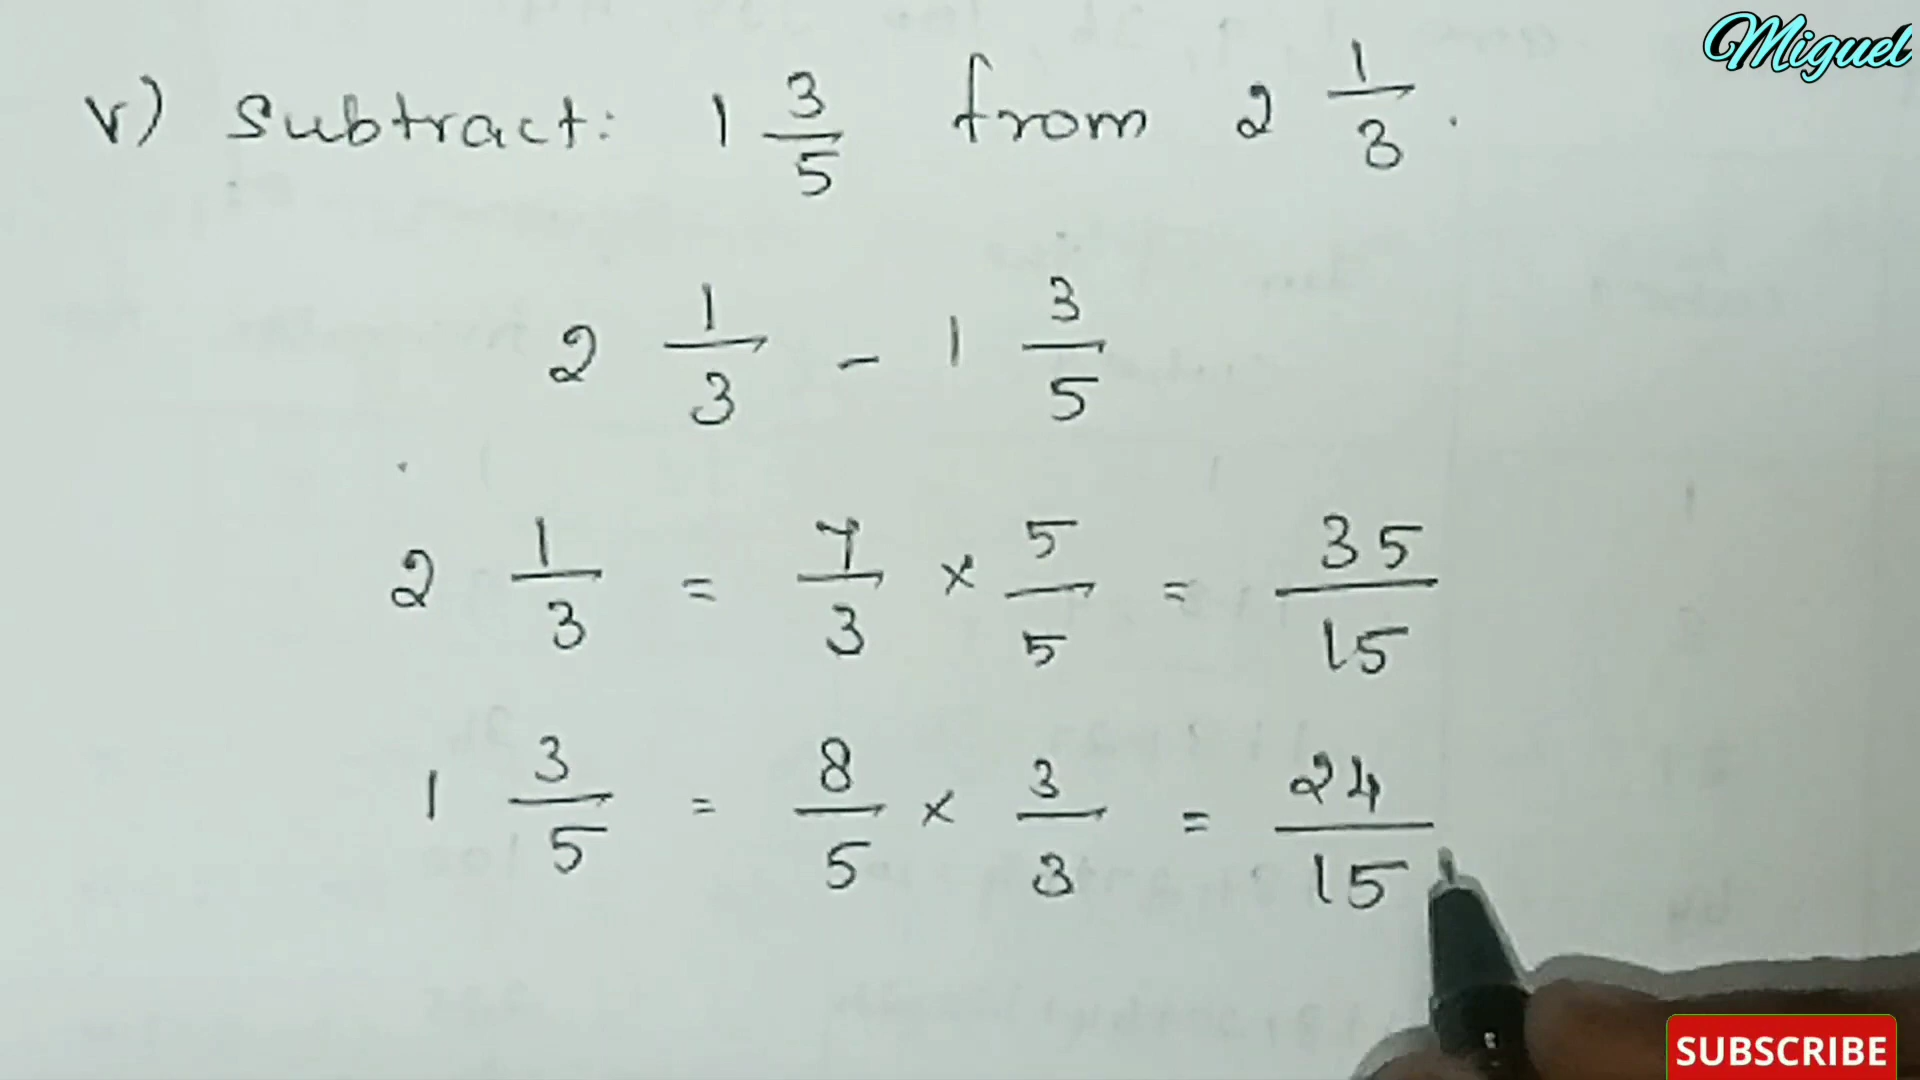 Miguel
v) Subtract: 1 3/5 from 2 1/3.
2 1/3 - 1 3/5
2 1/3 = 7/3 × 5/5 = 35/15
1 3/5 = 8/5 × 3/3 = 24/15
SUBSCRIBE